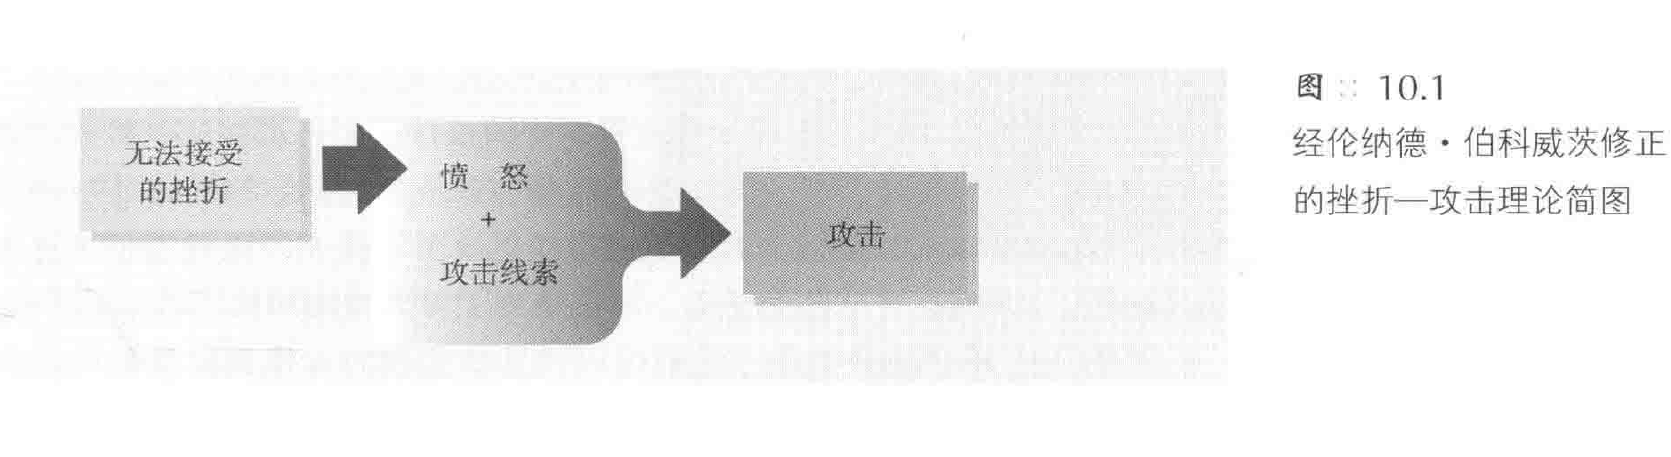 无法接受
的挫折
愤 怒
+
攻击线索
攻击
图 :: 10.1
经伦纳德·伯科威茨修正
的挫折—攻击理论简图